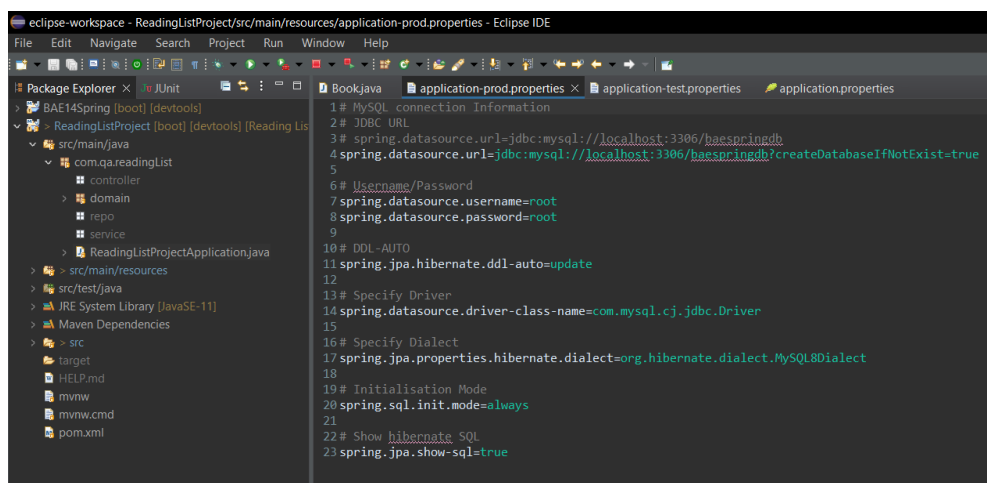 eclipse-workspace - ReadingListProject/src/main/resources/application-prod.properties - Eclipse IDE
File Edit Navigate Search Project Run Window Help
Package Explorer JUnit
BAE14Spring [boot] [devtools]
> ReadingListProject [boot] [devtools] [Reading Lis
src/main/java
com.qa.readingList
controller
domain
repo
service
ReadingListProjectApplication.java
> src/main/resources
src/test/java
JRE System Library [JavaSE-11]
Maven Dependencies
> src
target
HELP.md
mvnw
mvnw.cmd
pom.xml
Book.java application-prod.properties application-test.properties application.properties
1 # MySQL connection Information
2 # JDBC URL
3 # spring.datasource.url=jdbc:mysql://localhost:3306/baespringdb
4 spring.datasource.url=jdbc:mysql://localhost:3306/baespringdb?createDatabaseIfNotExist=true
5
6 # Username/Password
7 spring.datasource.username=root
8 spring.datasource.password=root
9
10 # DDL-AUTO
11 spring.jpa.hibernate.ddl-auto=update
12
13 # Specify Driver
14 spring.datasource.driver-class-name=com.mysql.cj.jdbc.Driver
15
16 # Specify Dialect
17 spring.jpa.properties.hibernate.dialect=org.hibernate.dialect.MySQL8Dialect
18
19 # Initialisation Mode
20 spring.sql.init.mode=always
21
22 # Show hibernate SQL
23 spring.jpa.show-sql=true